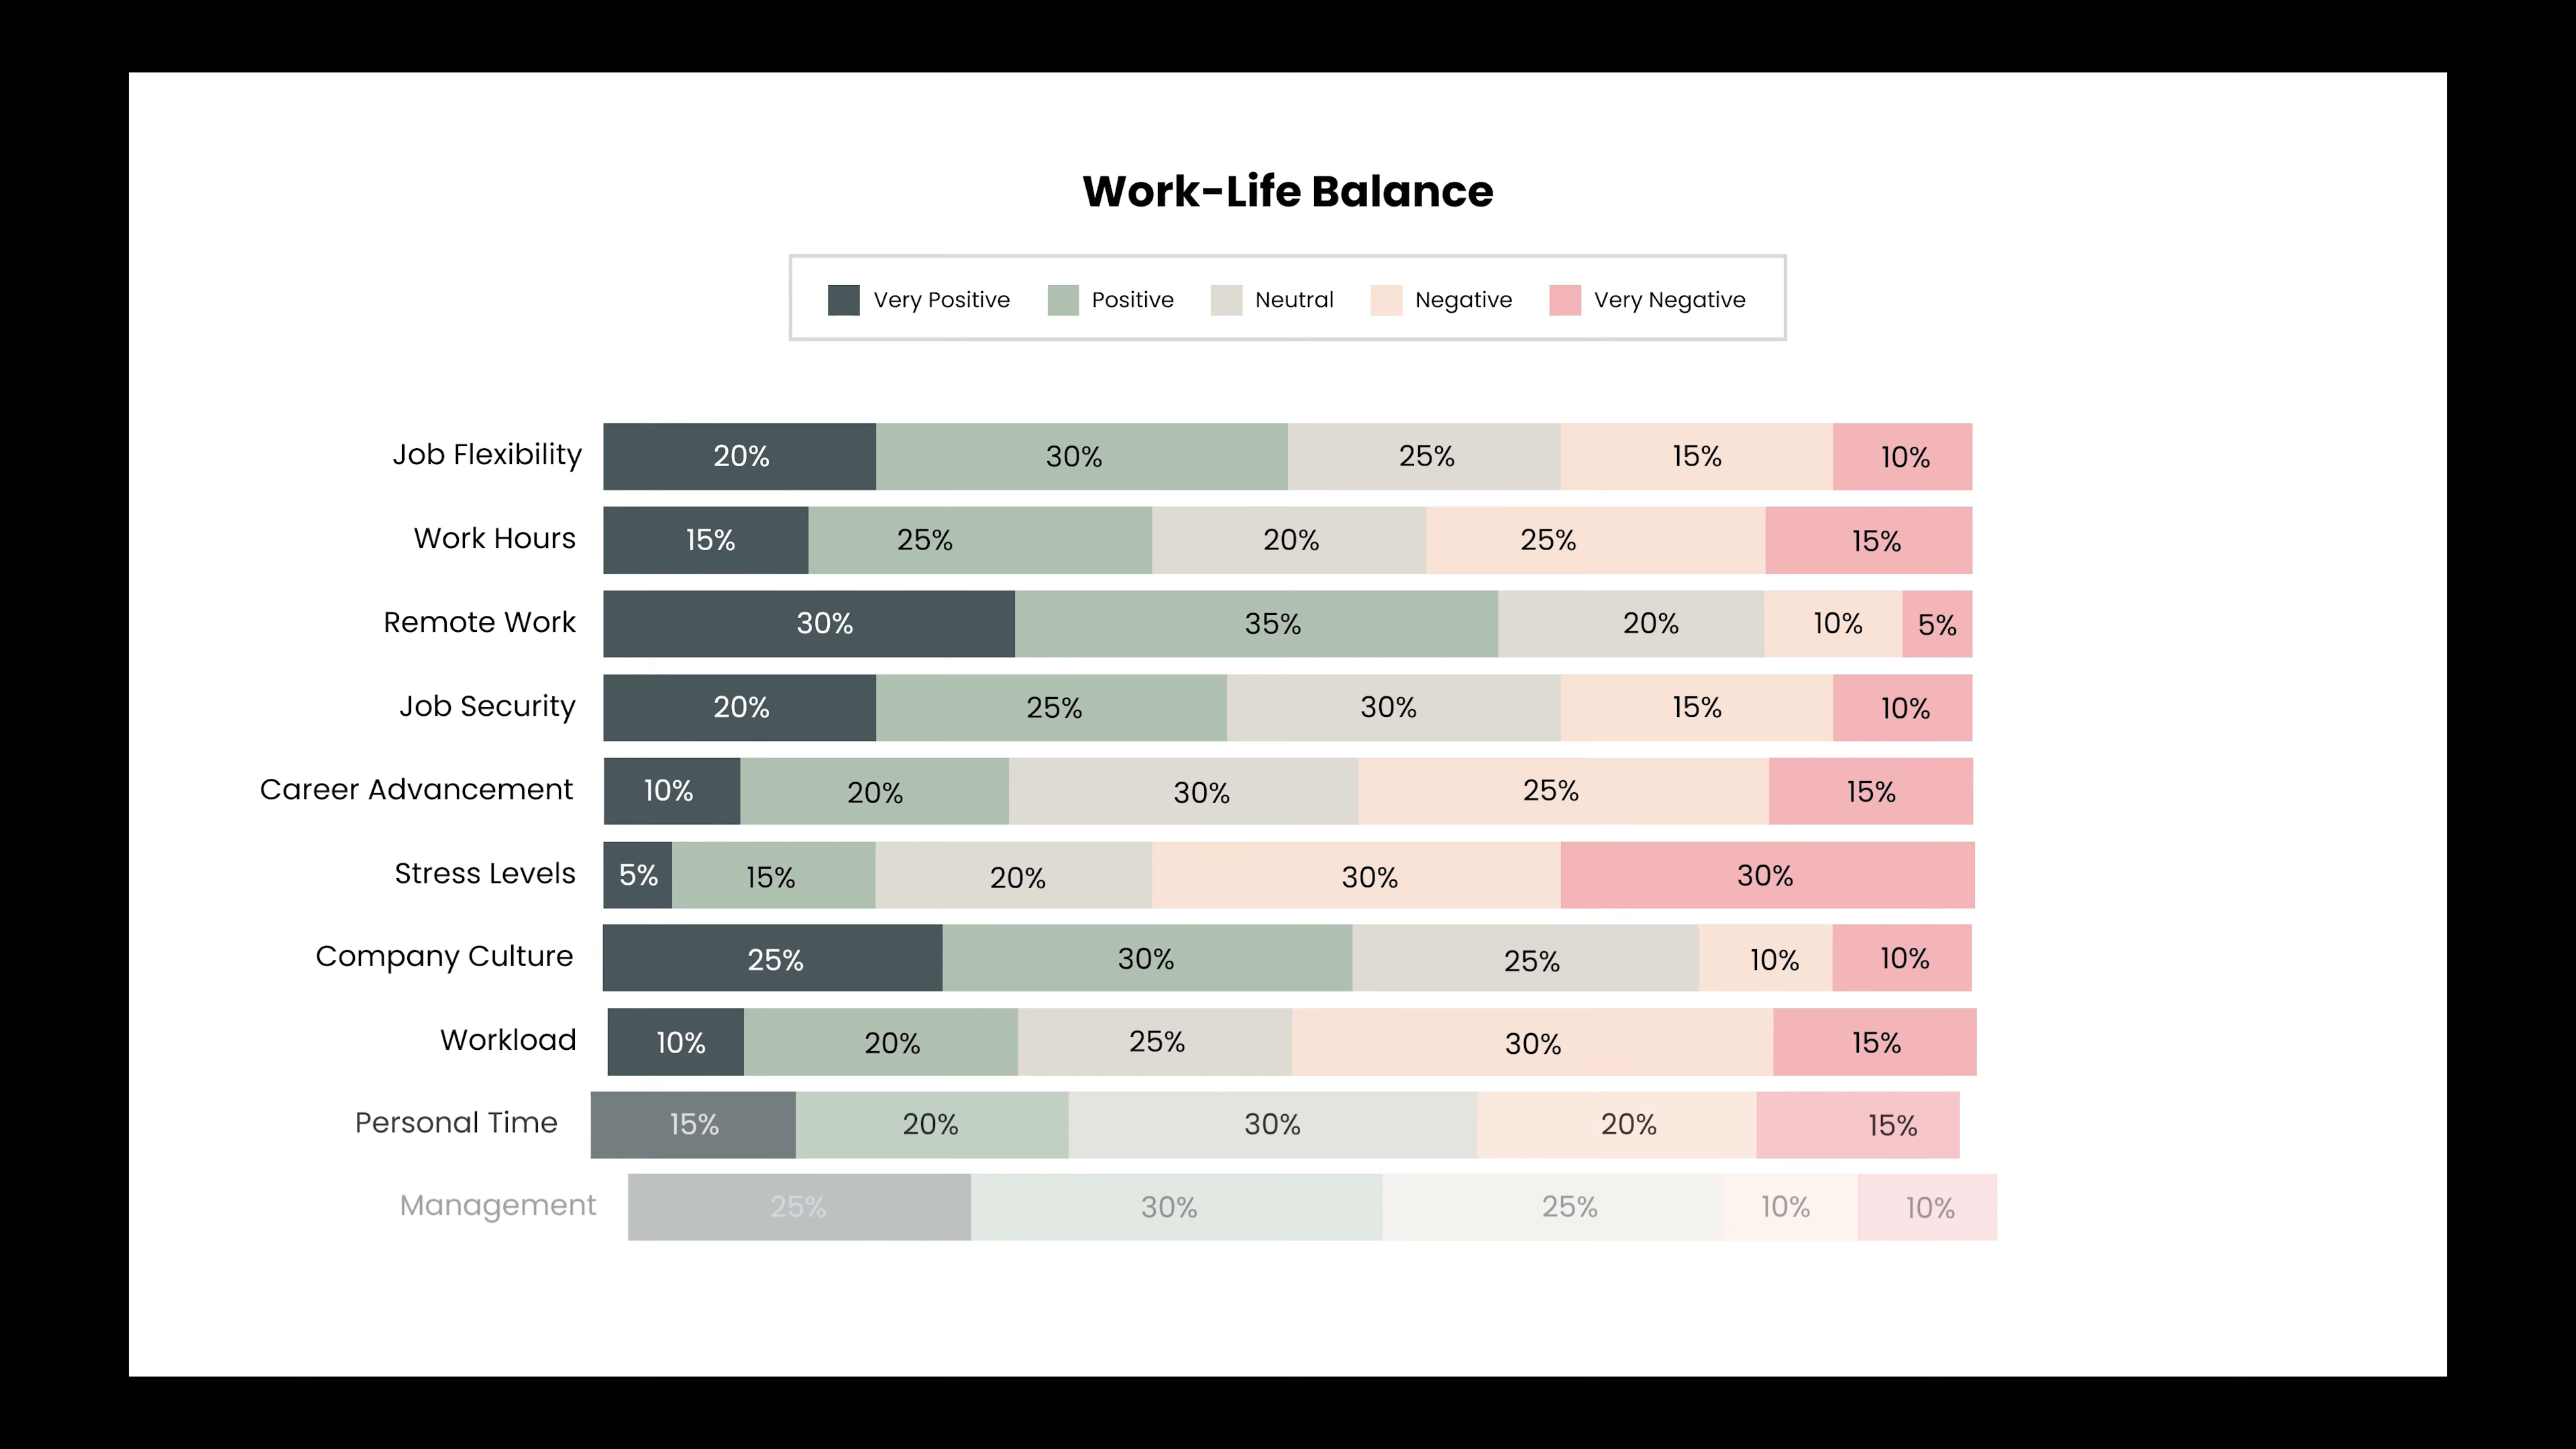 Work-Life Balance
Very Positive Positive Neutral Negative Very Negative
Job Flexibility 20% 30% 25% 15% 10%
Work Hours 15% 25% 20% 25% 15%
Remote Work 30% 35% 20% 10% 5%
Job Security 20% 25% 30% 15% 10%
Career Advancement 10% 20% 30% 25% 15%
Stress Levels 5% 15% 20% 30% 30%
Company Culture 25% 30% 25% 10% 10%
Workload 10% 20% 25% 30% 15%
Personal Time 15% 20% 30% 20% 15%
Management 25% 30% 25% 10% 10%